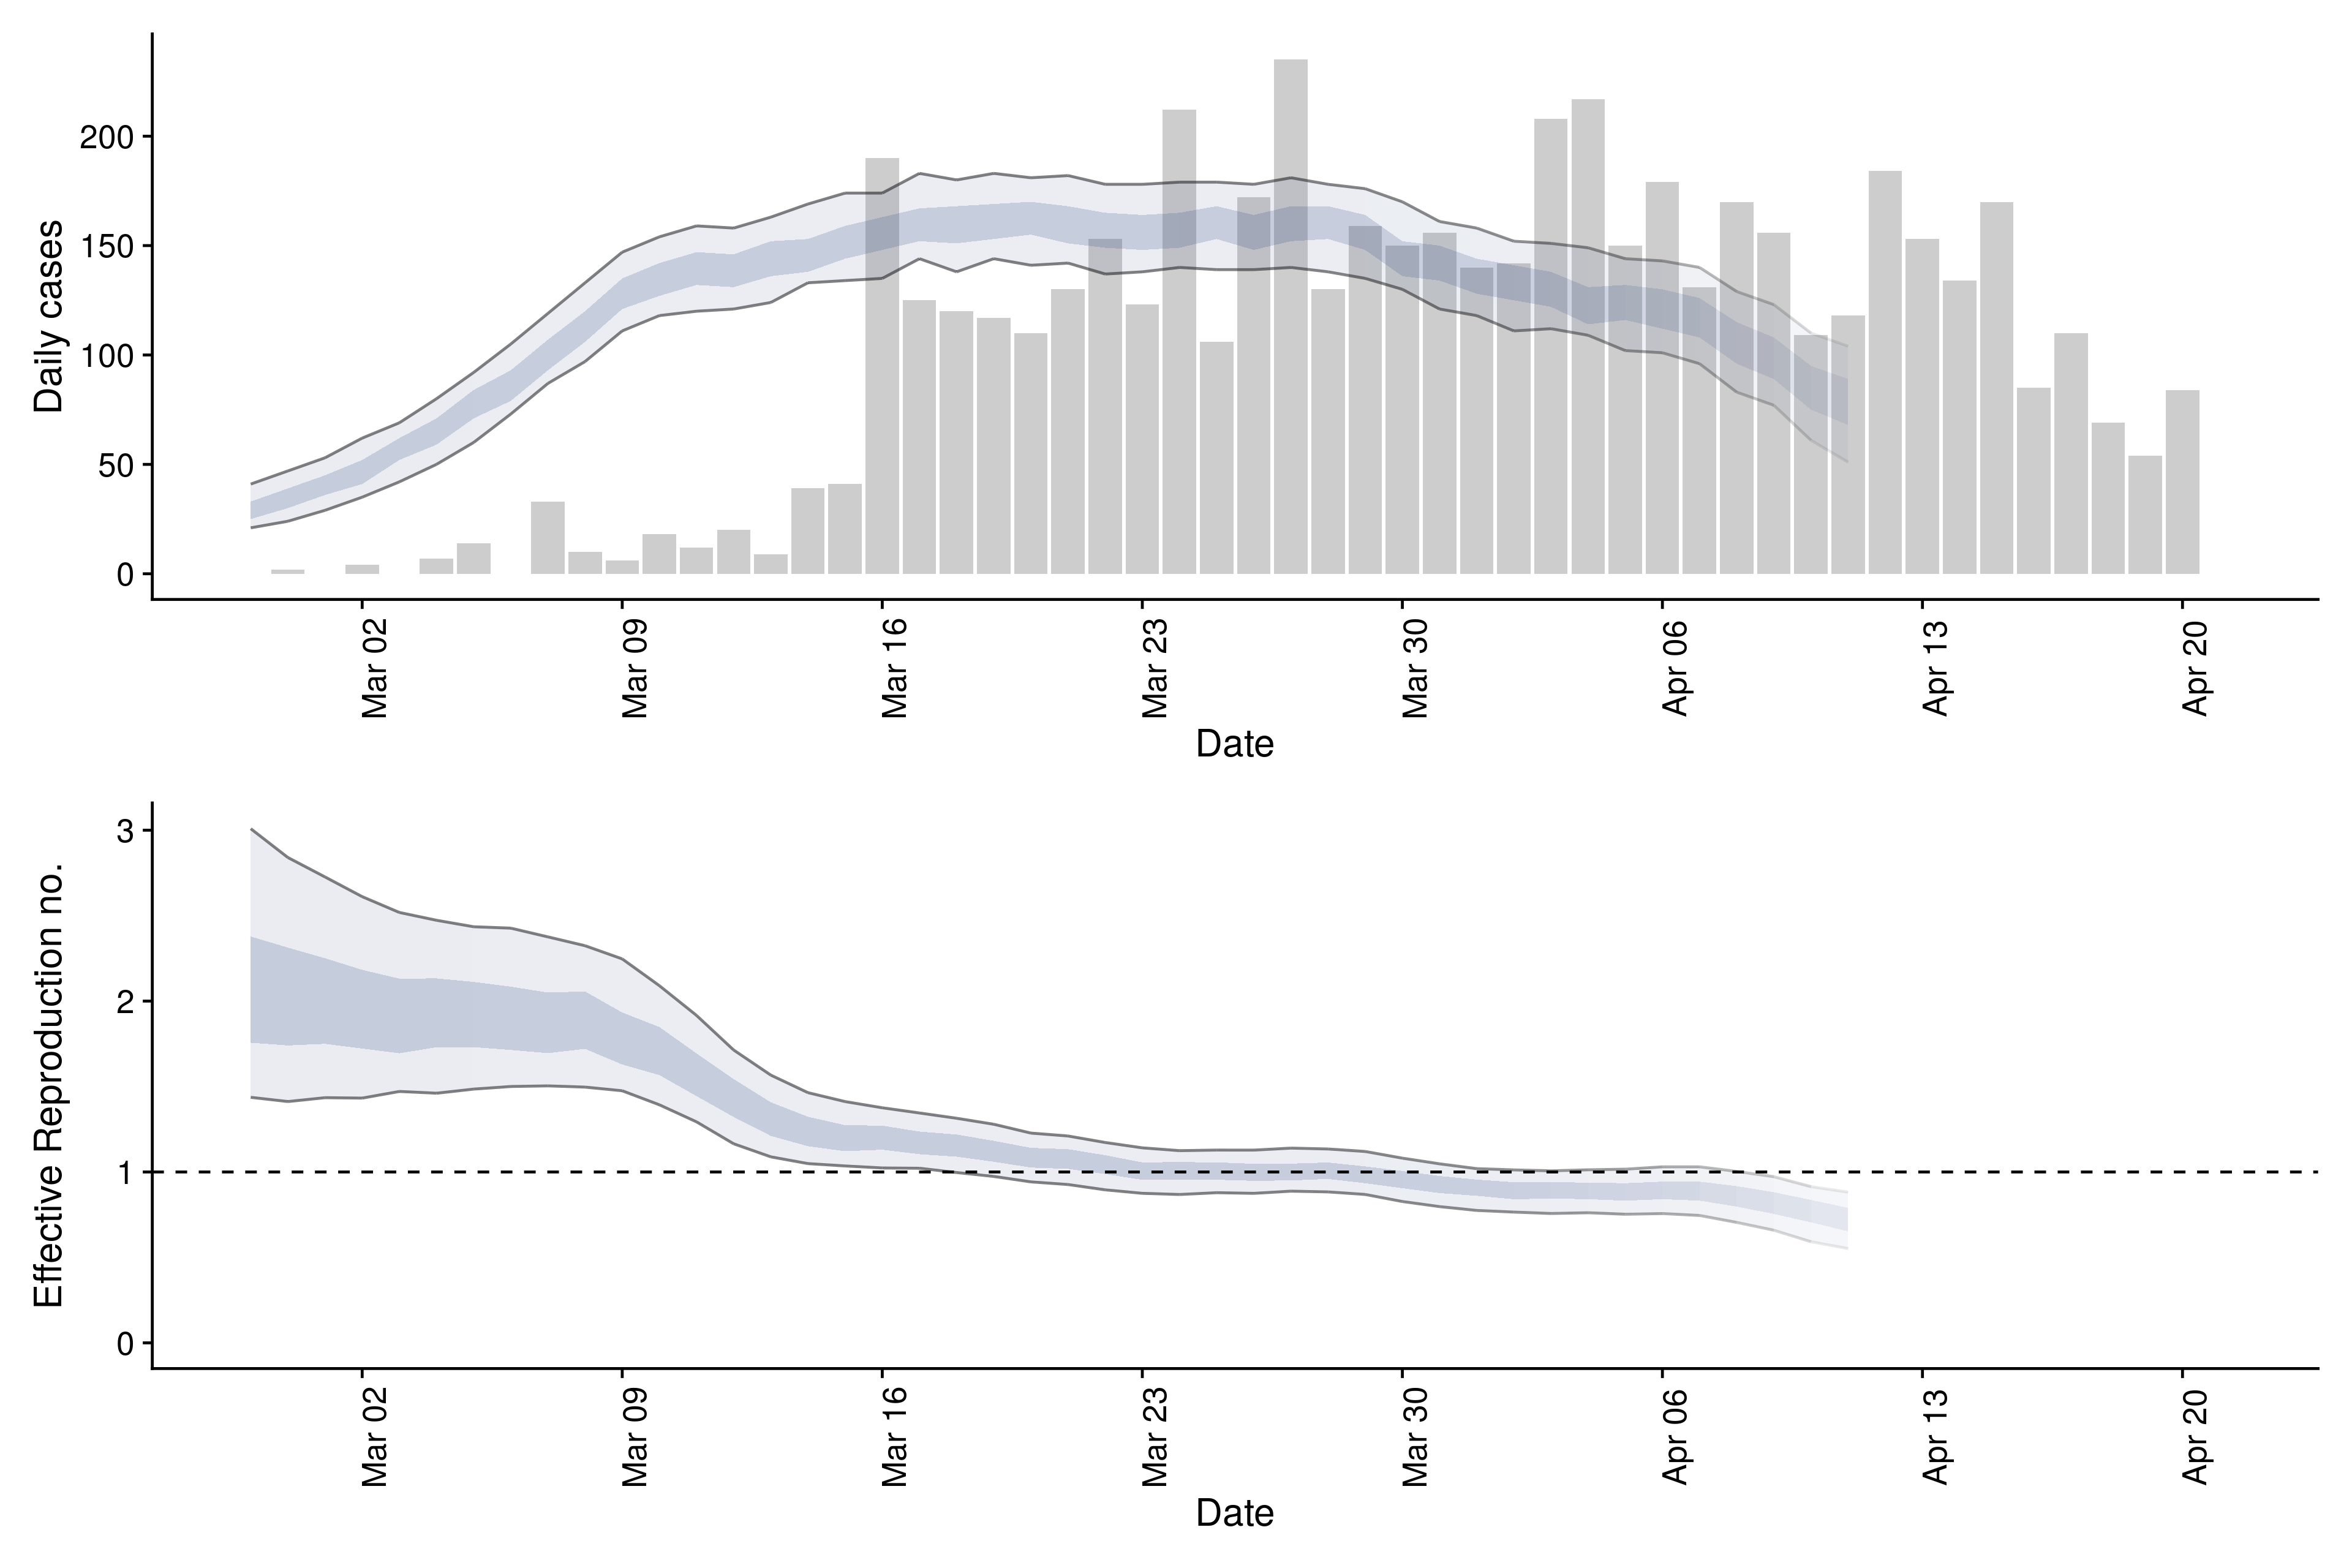 Daily cases
200
150
100
50
0
Mar 02
Mar 09
Mar 16
Mar 23
Mar 30
Apr 06
Apr 13
Apr 20
Date
Effective Reproduction no.
3
2
1
0
Mar 02
Mar 09
Mar 16
Mar 23
Mar 30
Apr 06
Apr 13
Apr 20
Date